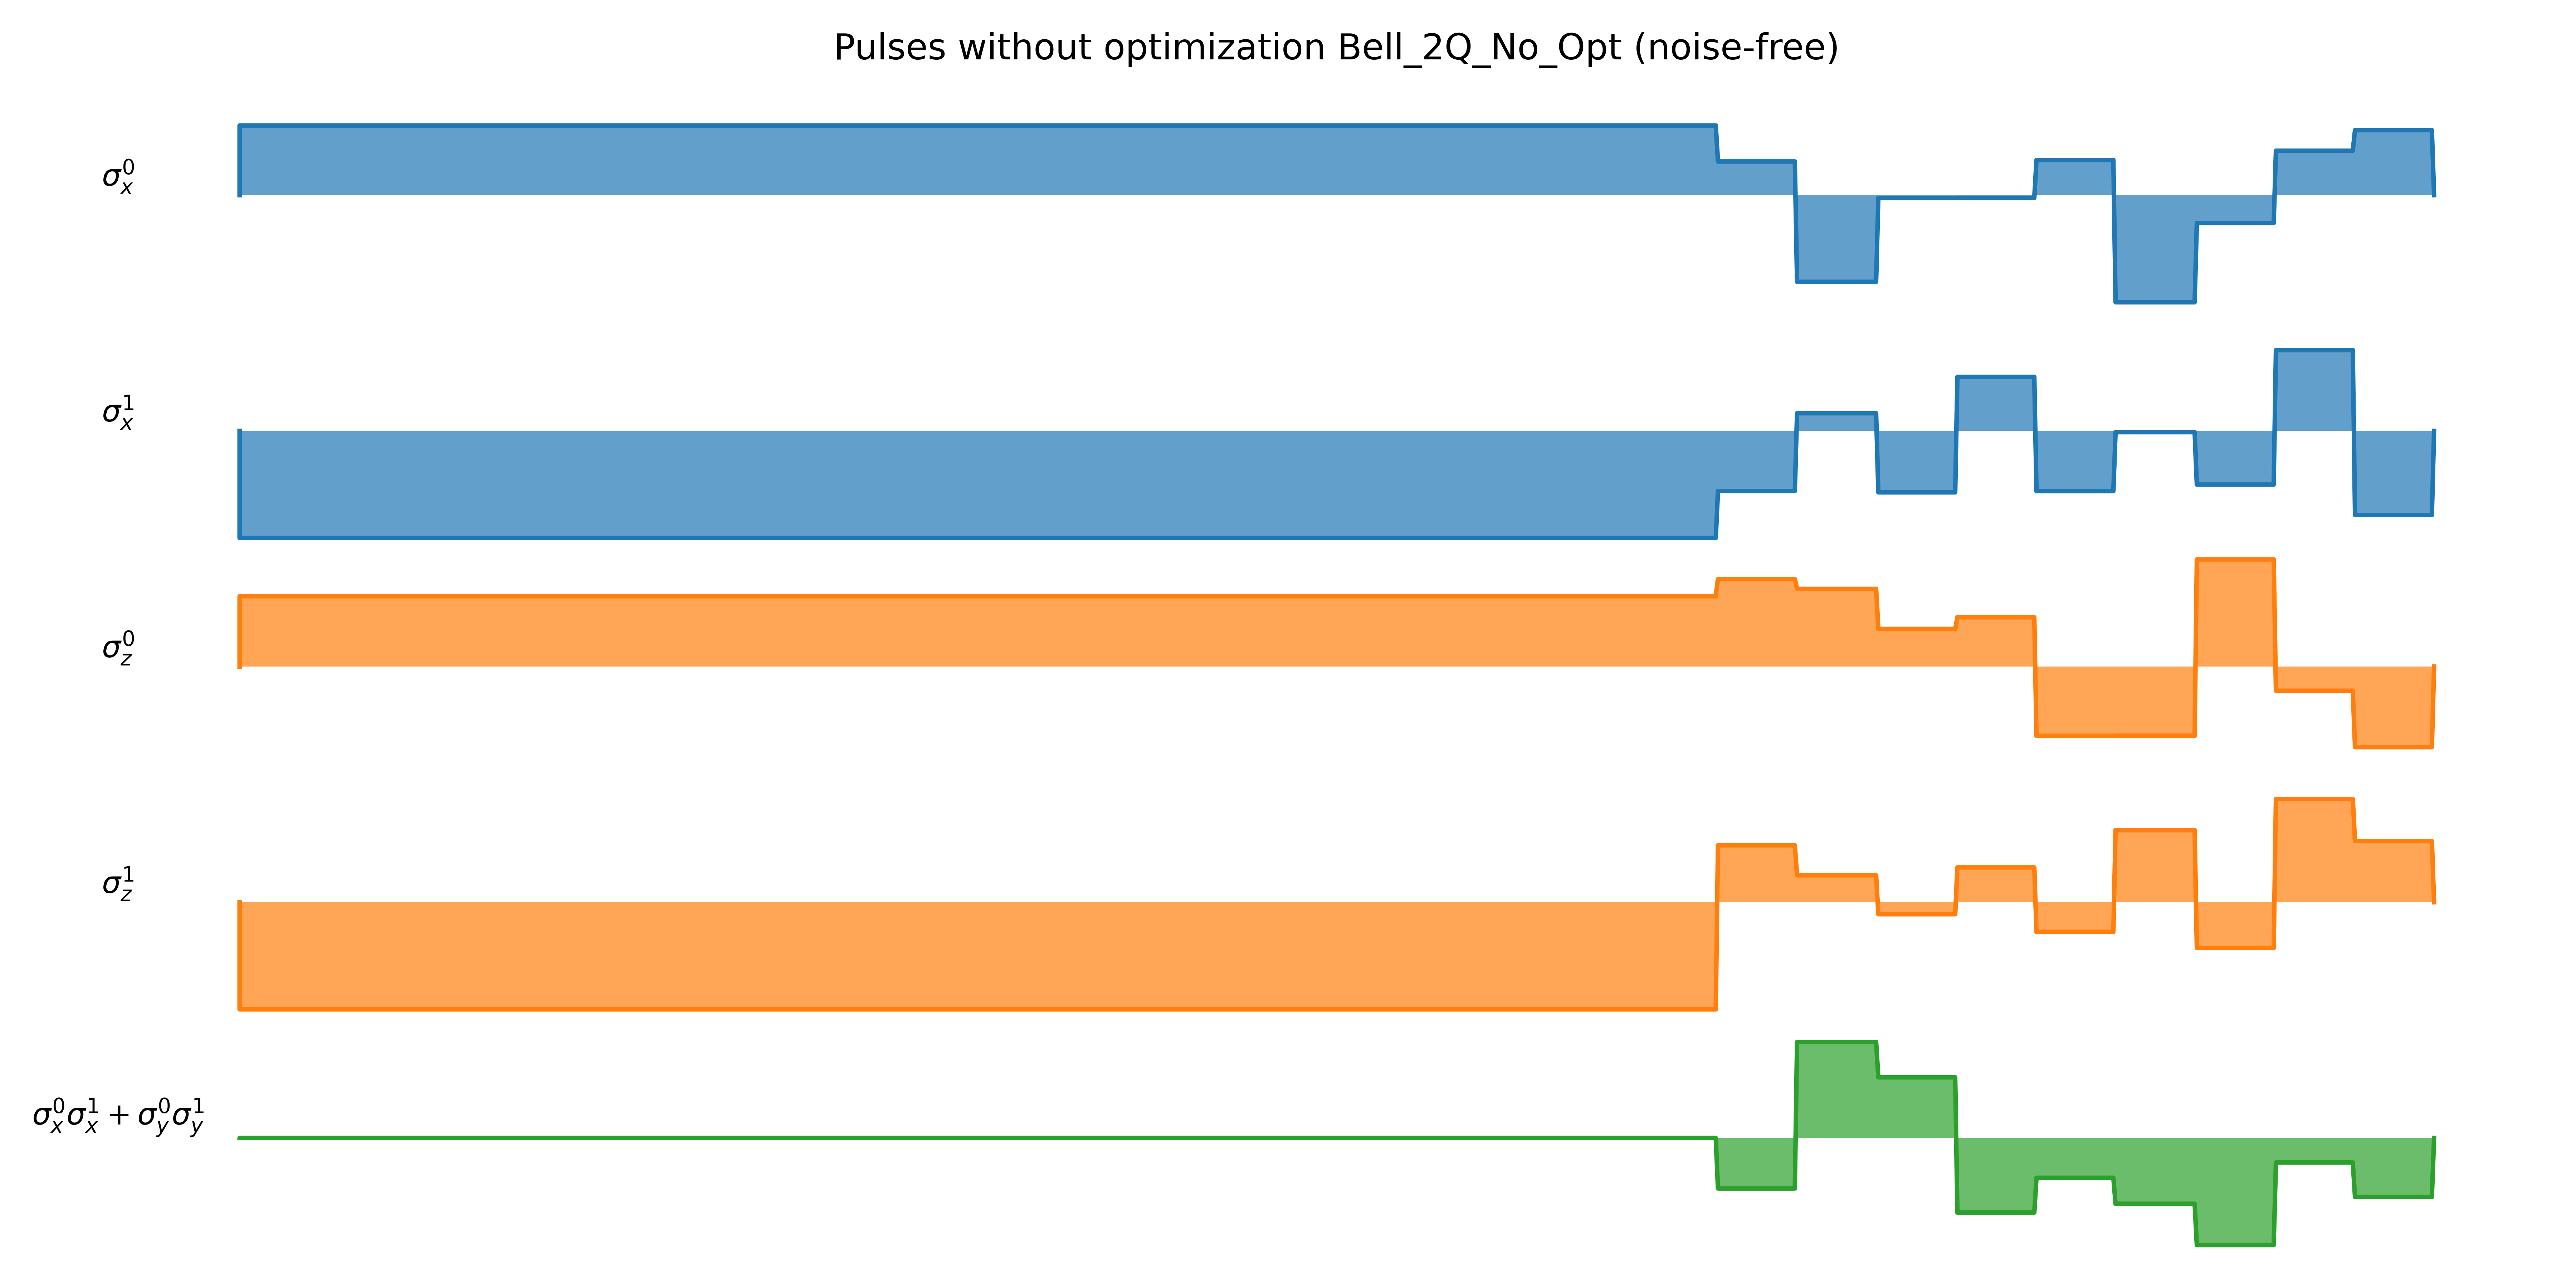 Pulses without optimization Bell_2Q_No_Opt (noise-free)
σ_x^0
σ_x^1
σ_z^0
σ_z^1
σ_x^0σ_x^1 + σ_y^0σ_y^1